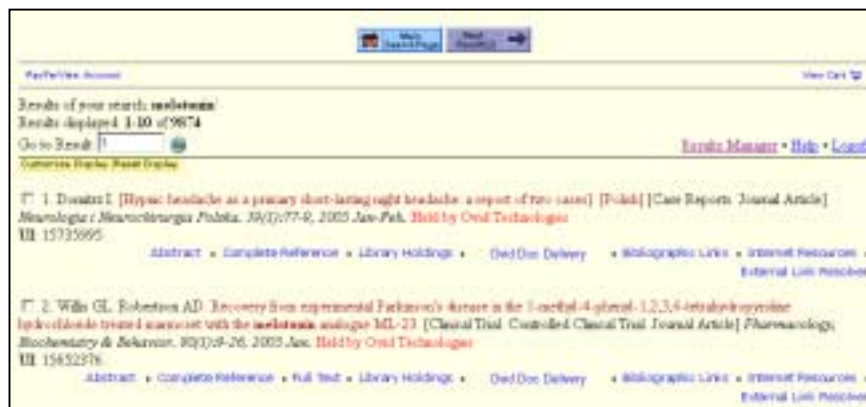 Main Search Page Next Result(s)
PayPerView Account View Cart
Results of your search: melatonin'
Results displayed: 1-10 of 9874
Go to Result: 1 Results Manager • Help • Logoff
Customize Display Reset Display
1. Domitrz I. [Hypnic headache as a primary short-lasting night headache: a report of two cases]. [Polish] [Case Reports. Journal Article]
Neurologia i Neurochirurgia Polska. 39(1):77-9, 2005 Jan-Feb. Held by Ovid Technologies
UI: 15735995
Abstract • Complete Reference • Library Holdings • Ovid Doc Delivery • Bibliographic Links • Internet Resources •
External Link Resolver
2. Willis GL. Robertson AD. Recovery from experimental Parkinson's disease in the 1-methyl-4-phenyl-1,2,3,6-tetrahydropyridine
hydrochloride treated marmoset with the melatonin analogue ML-23. [Clinical Trial. Controlled Clinical Trial. Journal Article] Pharmacology,
Biochemistry & Behavior. 80(1):9-26, 2005 Jan. Held by Ovid Technologies
UI: 15652376
Abstract • Complete Reference • Full Text • Library Holdings • Ovid Doc Delivery • Bibliographic Links • Internet Resources •
External Link Resolver